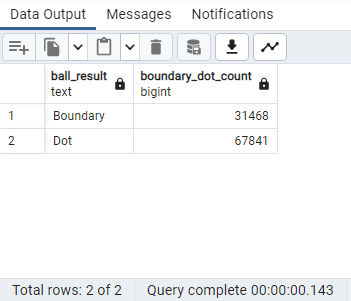 Data Output Messages Notifications
ball_result boundary_dot_count
text bigint
1 Boundary 31468
2 Dot 67841
Total rows: 2 of 2 Query complete 00:00:00.143